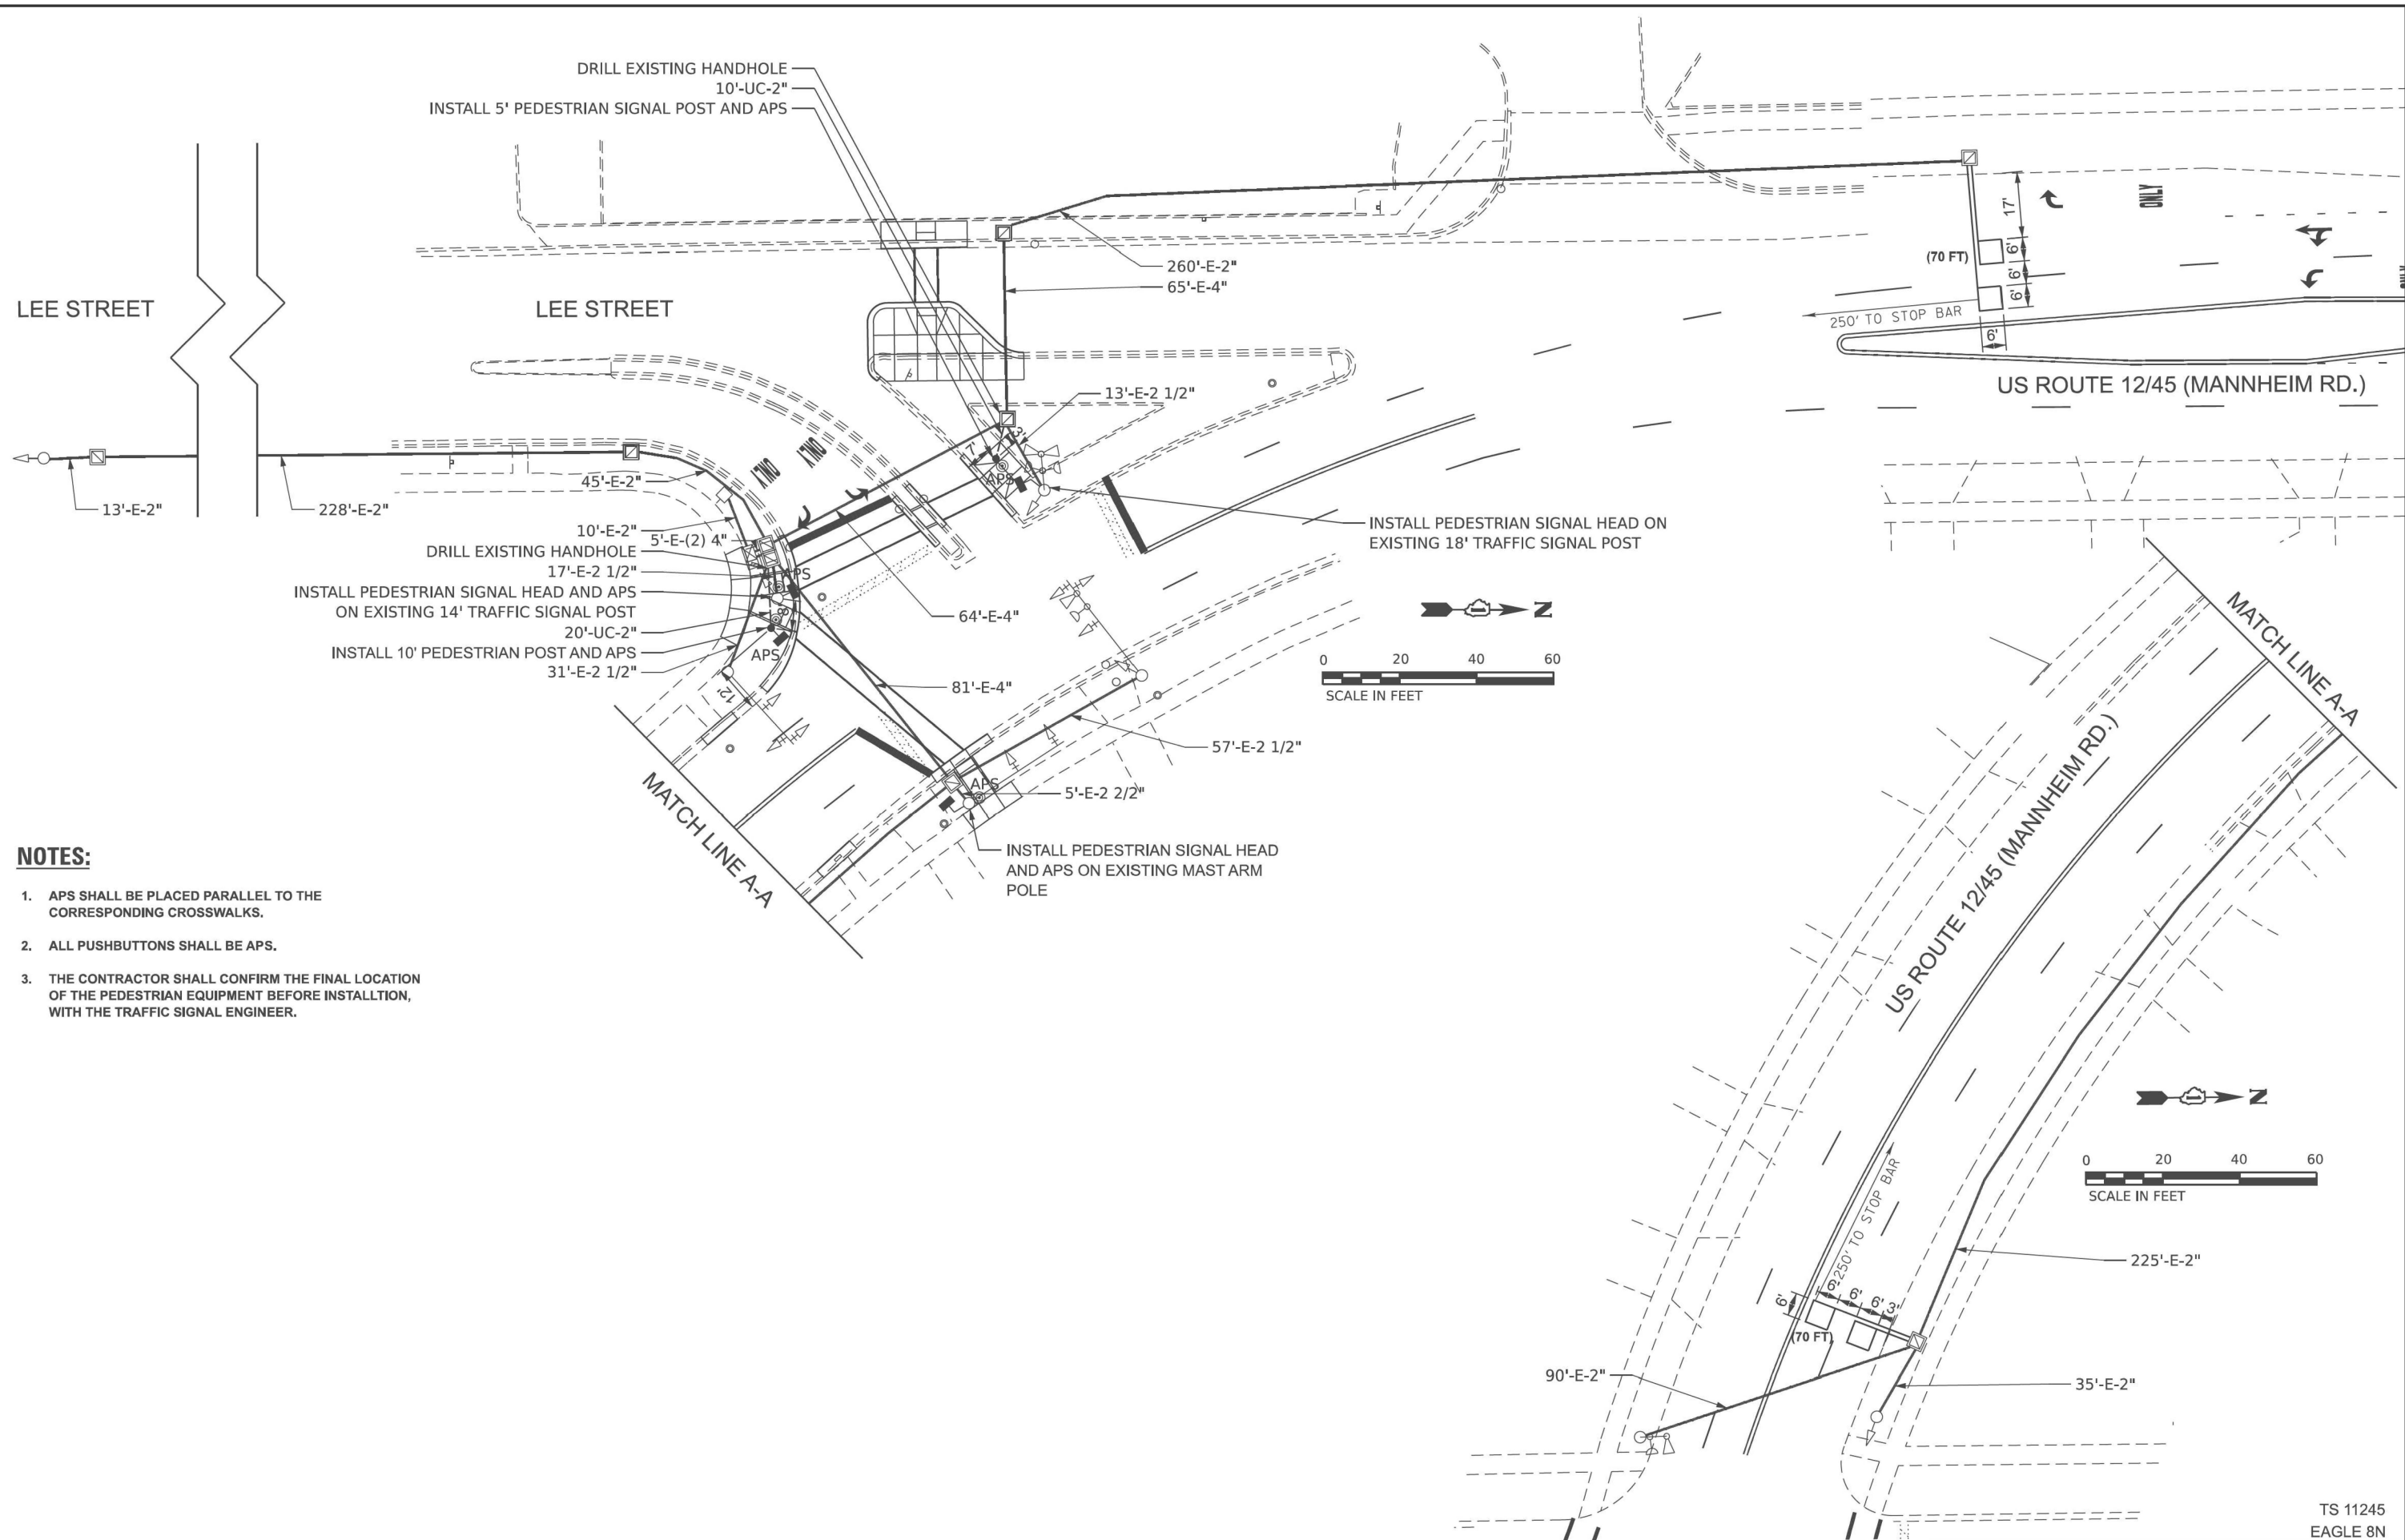 DRILL EXISTING HANDHOLE
10'-UC-2"
INSTALL 5' PEDESTRIAN SIGNAL POST AND APS
LEE STREET
LEE STREET
260'-E-2"
65'-E-4"
13'-E-2 1/2"
17'
6'
6'
6'
6'
(70 FT)
ONLY
250' TO STOP BAR
US ROUTE 12/45 (MANNHEIM RD.)
13'-E-2"
228'-E-2"
45'-E-2"
ONLY
ONLY
7'
3'
APS
10'-E-2"
5'-E-(2) 4"
DRILL EXISTING HANDHOLE
17'-E-2 1/2"
INSTALL PEDESTRIAN SIGNAL HEAD AND APS
ON EXISTING 14' TRAFFIC SIGNAL POST
20'-UC-2"
INSTALL 10' PEDESTRIAN POST AND APS
31'-E-2 1/2"
APS
8'
APS
12'
INSTALL PEDESTRIAN SIGNAL HEAD ON
EXISTING 18' TRAFFIC SIGNAL POST
64'-E-4"
81'-E-4"
57'-E-2 1/2"
5'-E-2 2/2"
APS
INSTALL PEDESTRIAN SIGNAL HEAD
AND APS ON EXISTING MAST ARM
POLE
N
0 20 40 60
SCALE IN FEET
MATCH LINE A-A
MATCH LINE A-A
US ROUTE 12/45 (MANNHEIM RD.)
N
0 20 40 60
SCALE IN FEET
250' TO STOP BAR
6'
6'
6'
6'
3'
(70 FT)
225'-E-2"
90'-E-2"
35'-E-2"
NOTES:
1. APS SHALL BE PLACED PARALLEL TO THE
CORRESPONDING CROSSWALKS.
2. ALL PUSHBUTTONS SHALL BE APS.
3. THE CONTRACTOR SHALL CONFIRM THE FINAL LOCATION
OF THE PEDESTRIAN EQUIPMENT BEFORE INSTALLTION,
WITH THE TRAFFIC SIGNAL ENGINEER.
TS 11245
EAGLE 8N